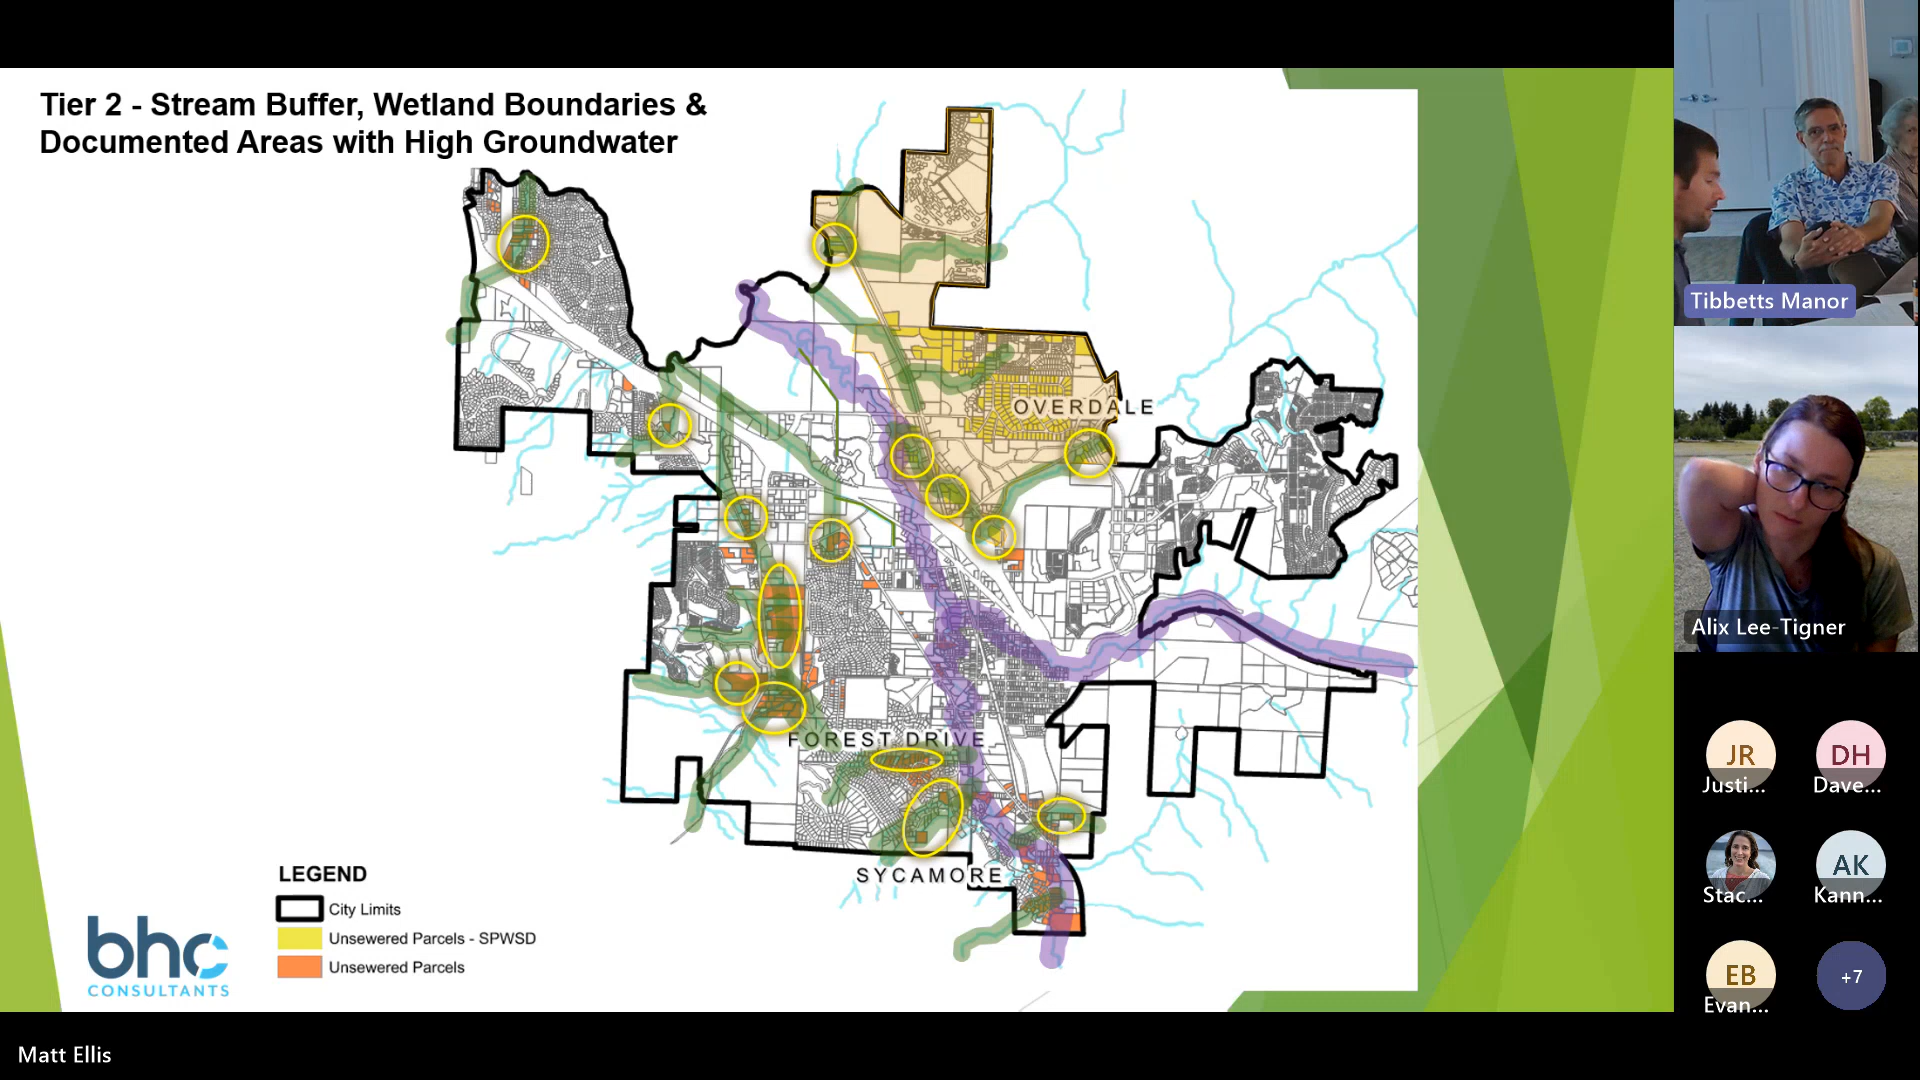 Tier 2 - Stream Buffer, Wetland Boundaries &
Documented Areas with High Groundwater
OVERDALE
FOREST DRIVE
SYCAMORE
LEGEND
City Limits
Unsewered Parcels - SPWSD
Unsewered Parcels
bhc
CONSULTANTS
Matt Ellis
Tibbetts Manor
Alix Lee-Tigner
JR
Justi...
DH
Dave...
Stac...
AK
Kann...
EB
Evan...
+7